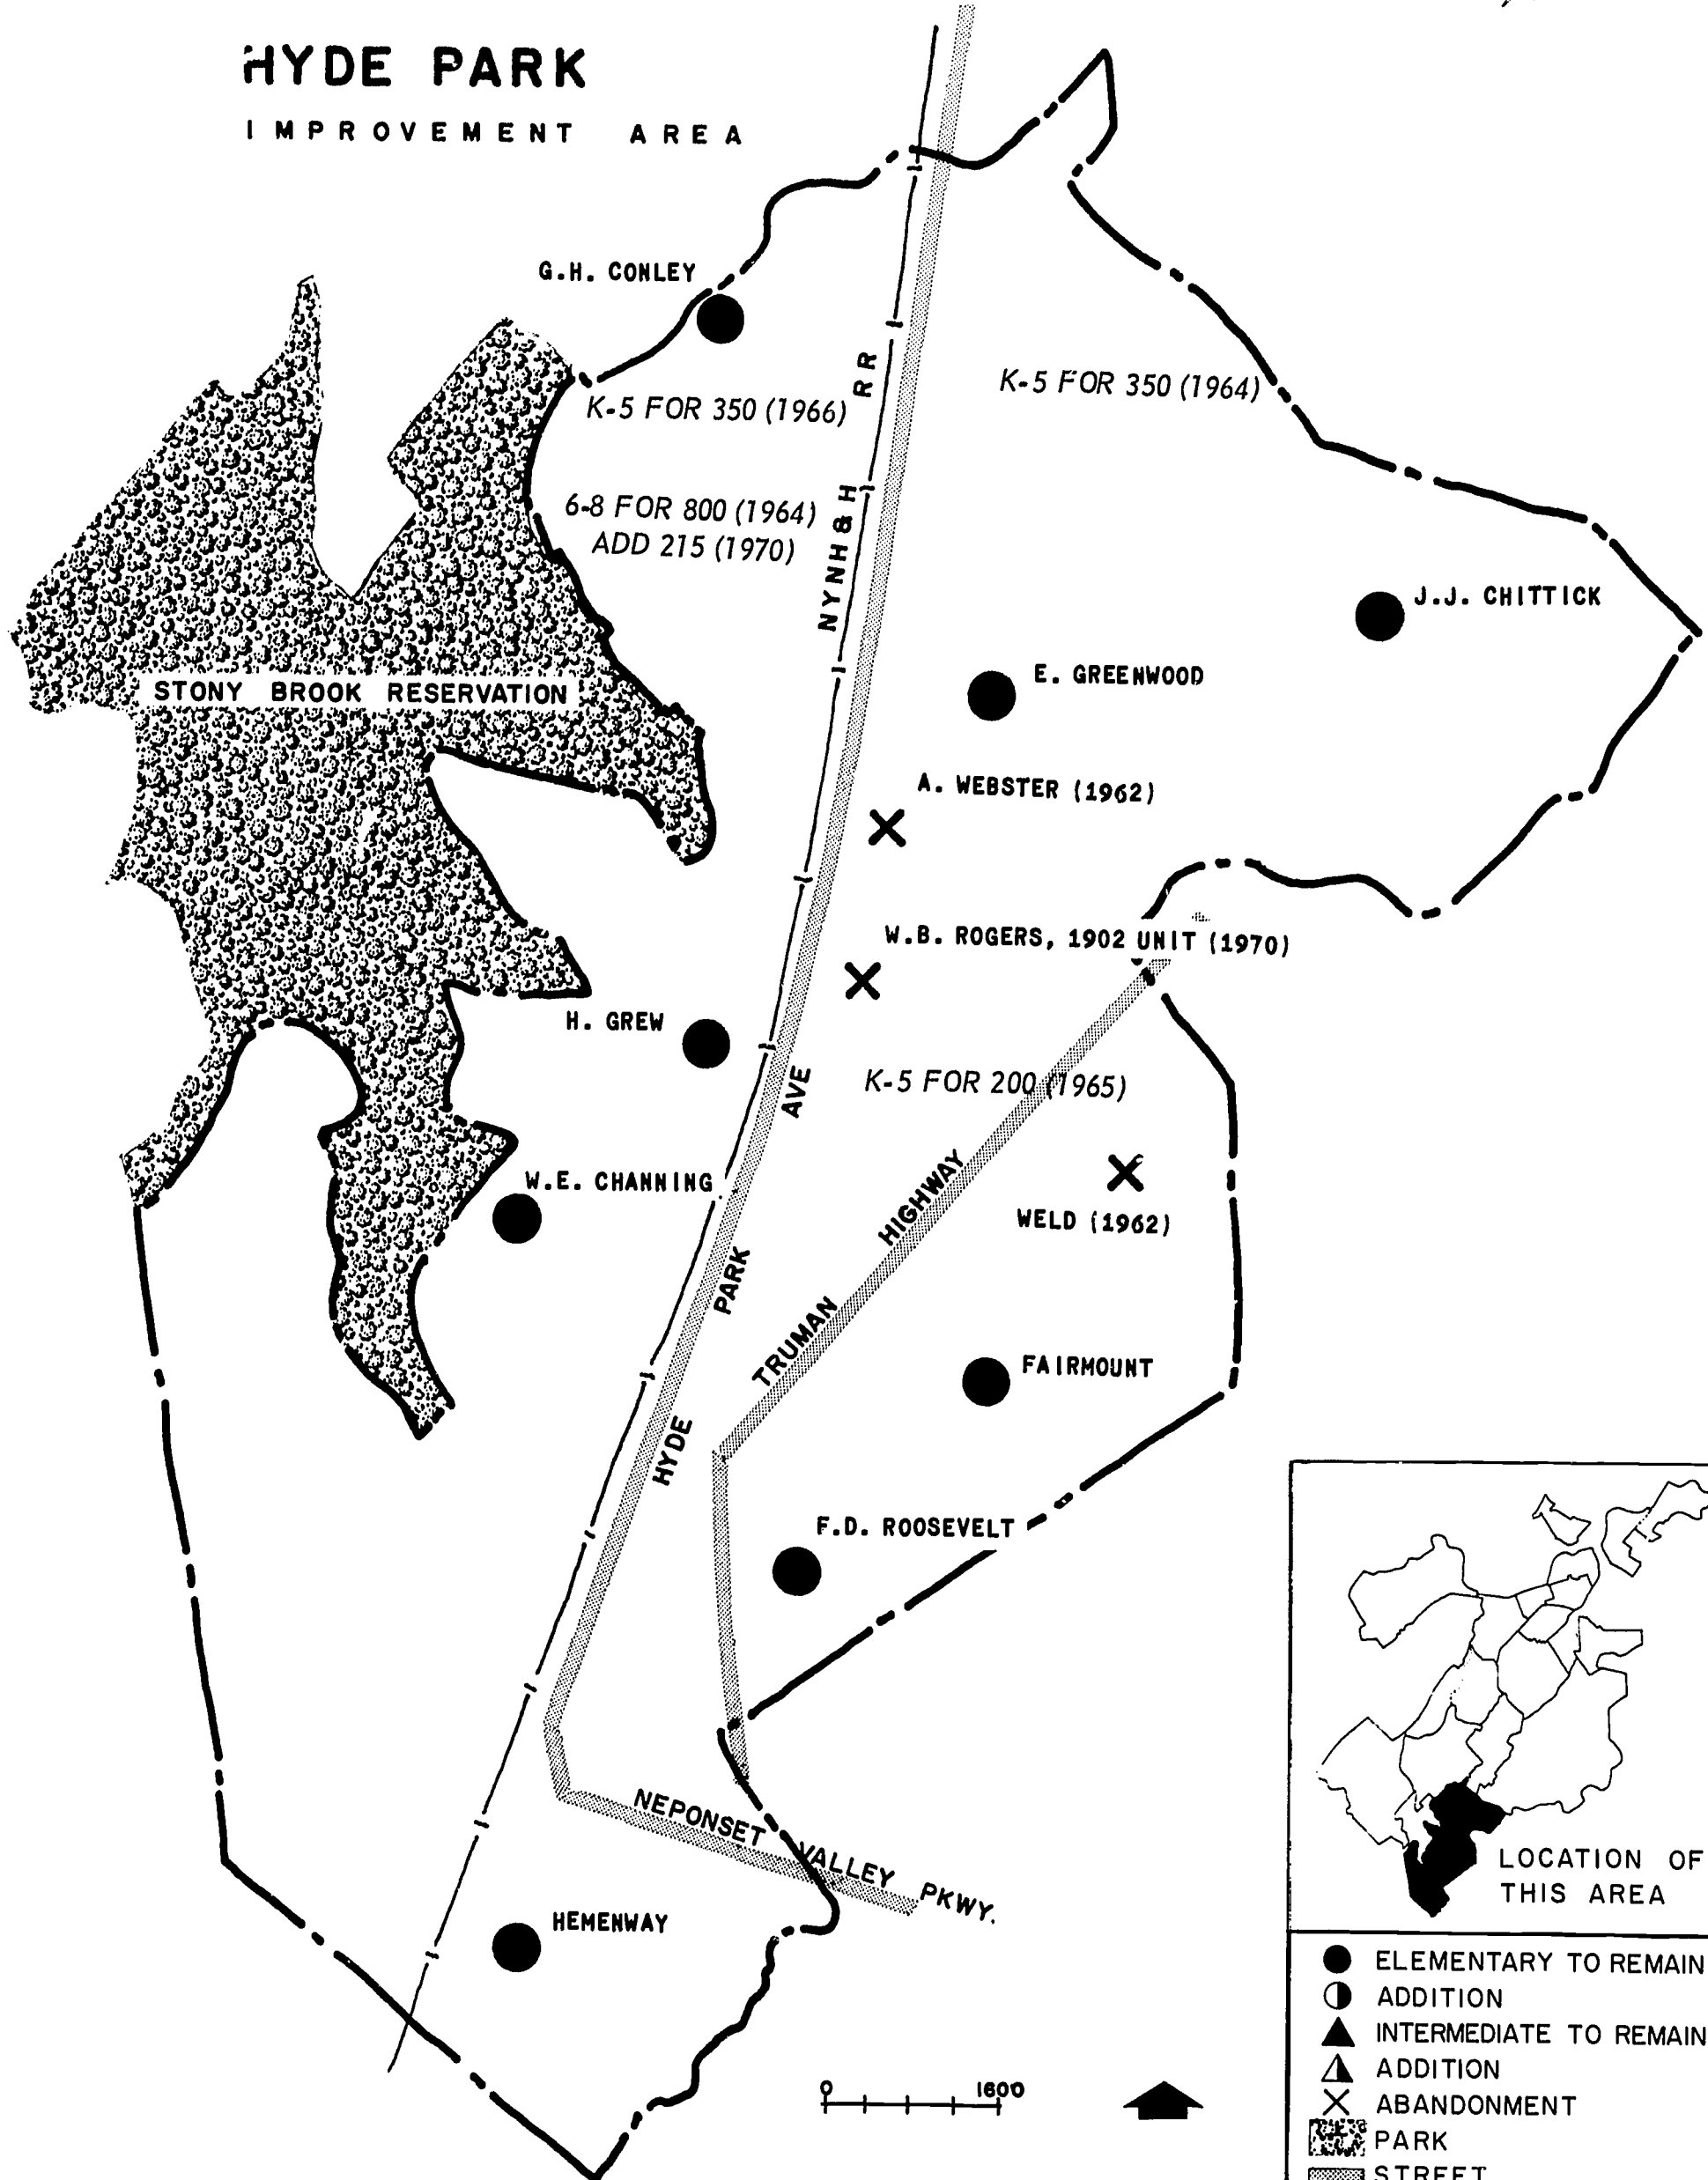 HYDE PARK
IMPROVEMENT AREA
G.H. CONLEY
K-5 FOR 350 (1966)
K-5 FOR 350 (1964)
6-8 FOR 800 (1964)
ADD 215 (1970)
NYNH&H RR
J.J. CHITTICK
E. GREENWOOD
STONY BROOK RESERVATION
A. WEBSTER (1962)
W.B. ROGERS, 1902 UNIT (1970)
H. GREW
K-5 FOR 200 (1965)
W.E. CHANNING
WELD (1962)
HYDE PARK AVE
TRUMAN HIGHWAY
FAIRMOUNT
F.D. ROOSEVELT
NEPONSET VALLEY PKWY.
HEMENWAY
0 1600
LOCATION OF
THIS AREA
ELEMENTARY TO REMAIN
ADDITION
INTERMEDIATE TO REMAIN
ADDITION
ABANDONMENT
PARK
STREET